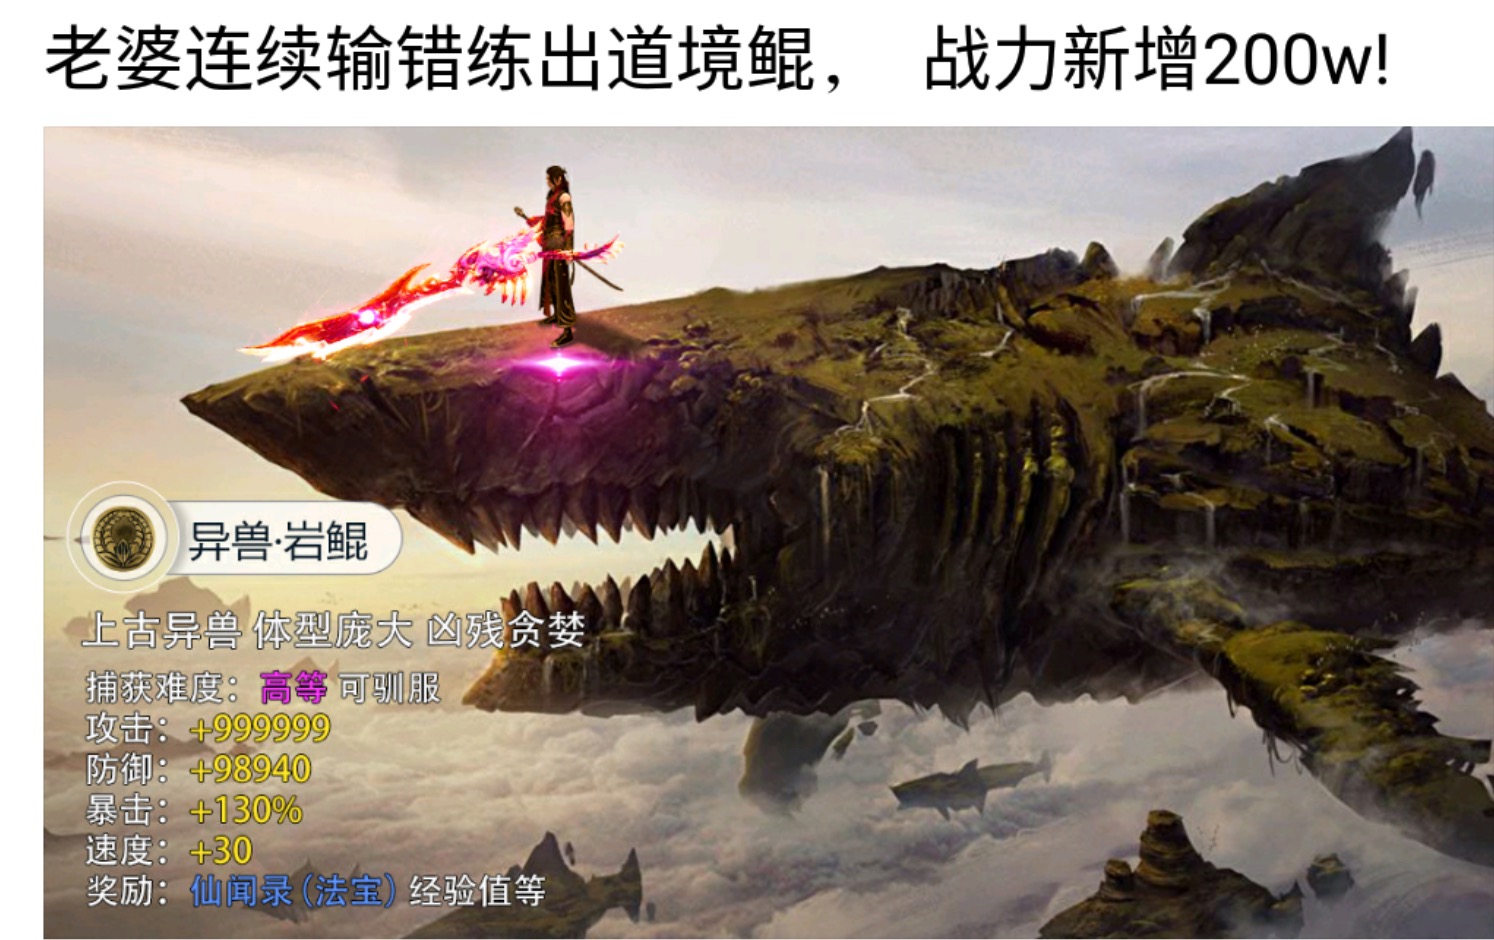 老婆连续输错练出道境鲲， 战力新增200w!
异兽·岩鲲
上古异兽 体型庞大 凶残贪婪
捕获难度：高等 可驯服
攻击：+999999
防御：+98940
暴击：+130%
速度：+30
奖励：仙闻录（法宝）经验值等